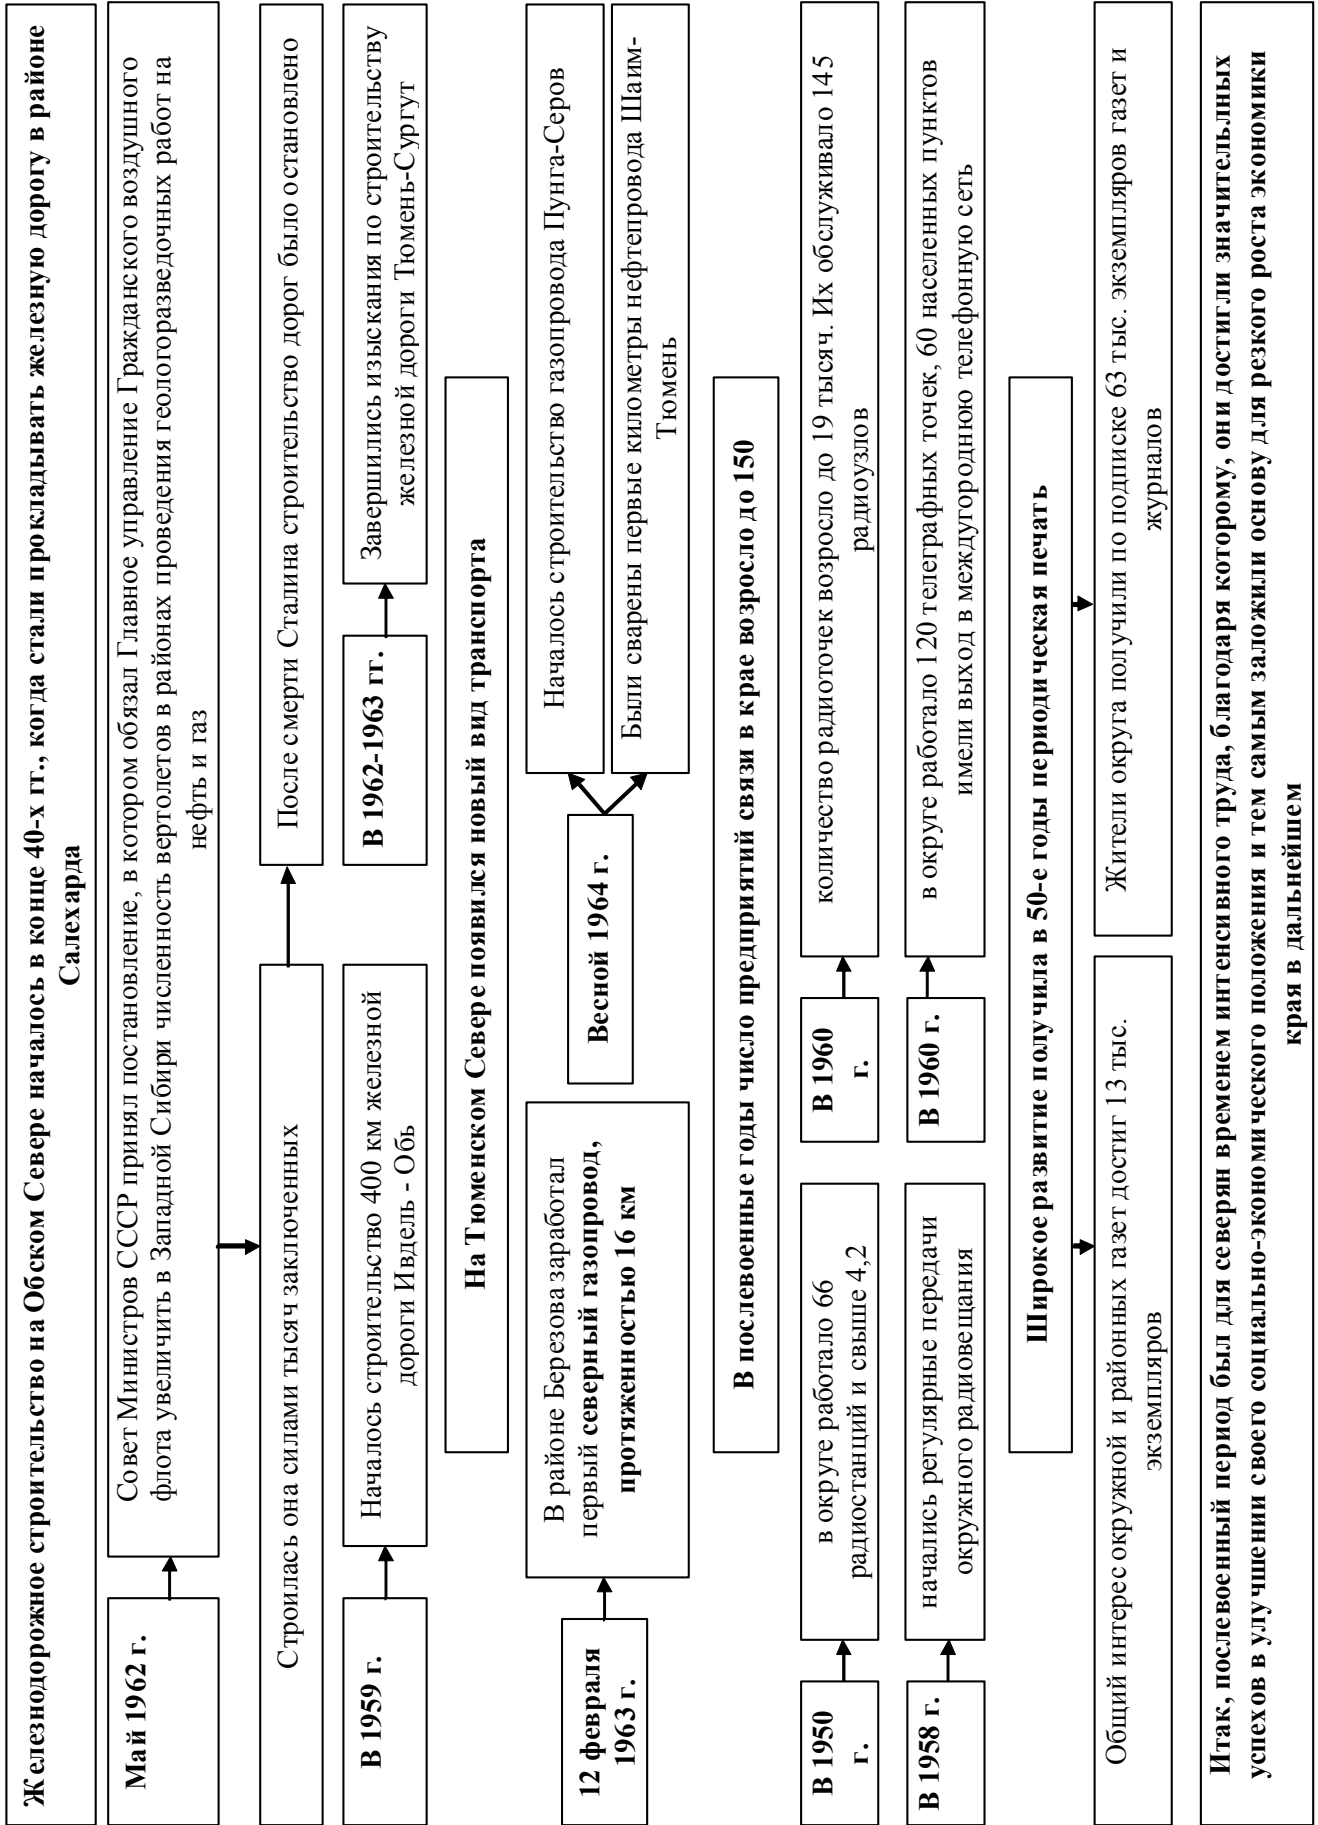 Железнодорожное строительство на Обском Севере началось в конце 40-х гг., когда стали прокладывать железную дорогу в районе
Салехарда
Май 1962 г.
Совет Министров СССР принял постановление, в котором обязал Главное управление Гражданского воздушного
флота увеличить в Западной Сибири численность вертолетов в районах проведения геологоразведочных работ на
нефть и газ
Строилась она силами тысяч заключенных
После смерти Сталина строительство дорог было остановлено
В 1959 г.
Началось строительство 400 км железной
дороги Ивдель - Обь
В 1962-1963 гг.
Завершились изыскания по строительству
железной дороги Тюмень-Сургут
На Тюменском Севере появился новый вид транспорта
12 февраля
1963 г.
В районе Березова заработал
первый северный газопровод,
протяженностью 16 км
Весной 1964 г.
Началось строительство газопровода Пунга-Серов
Были сварены первые километры нефтепровода Шаим-
Тюмень
В послевоенные годы число предприятий связи в крае возросло до 150
В 1950
г.
в округе работало 66
радиостанций и свыше 4,2
В 1960
г.
количество радиоточек возросло до 19 тысяч. Их обслуживало 145
радиоузлов
В 1958 г.
начались регулярные передачи
окружного радиовещания
В 1960 г.
в округе работало 120 телеграфных точек, 60 населенных пунктов
имели выход в междугороднюю телефонную сеть
Широкое развитие получила в 50-е годы периодическая печать
Общий интерес окружной и районных газет достиг 13 тыс.
экземпляров
Жители округа получили по подписке 63 тыс. экземпляров газет и
журналов
Итак, послевоенный период был для северян временем интенсивного труда, благодаря которому, они достигли значительлных
успехов в улучшении своего социально-экономического положения и тем самым заложили основу для резкого роста экономики
края в дальнейшем